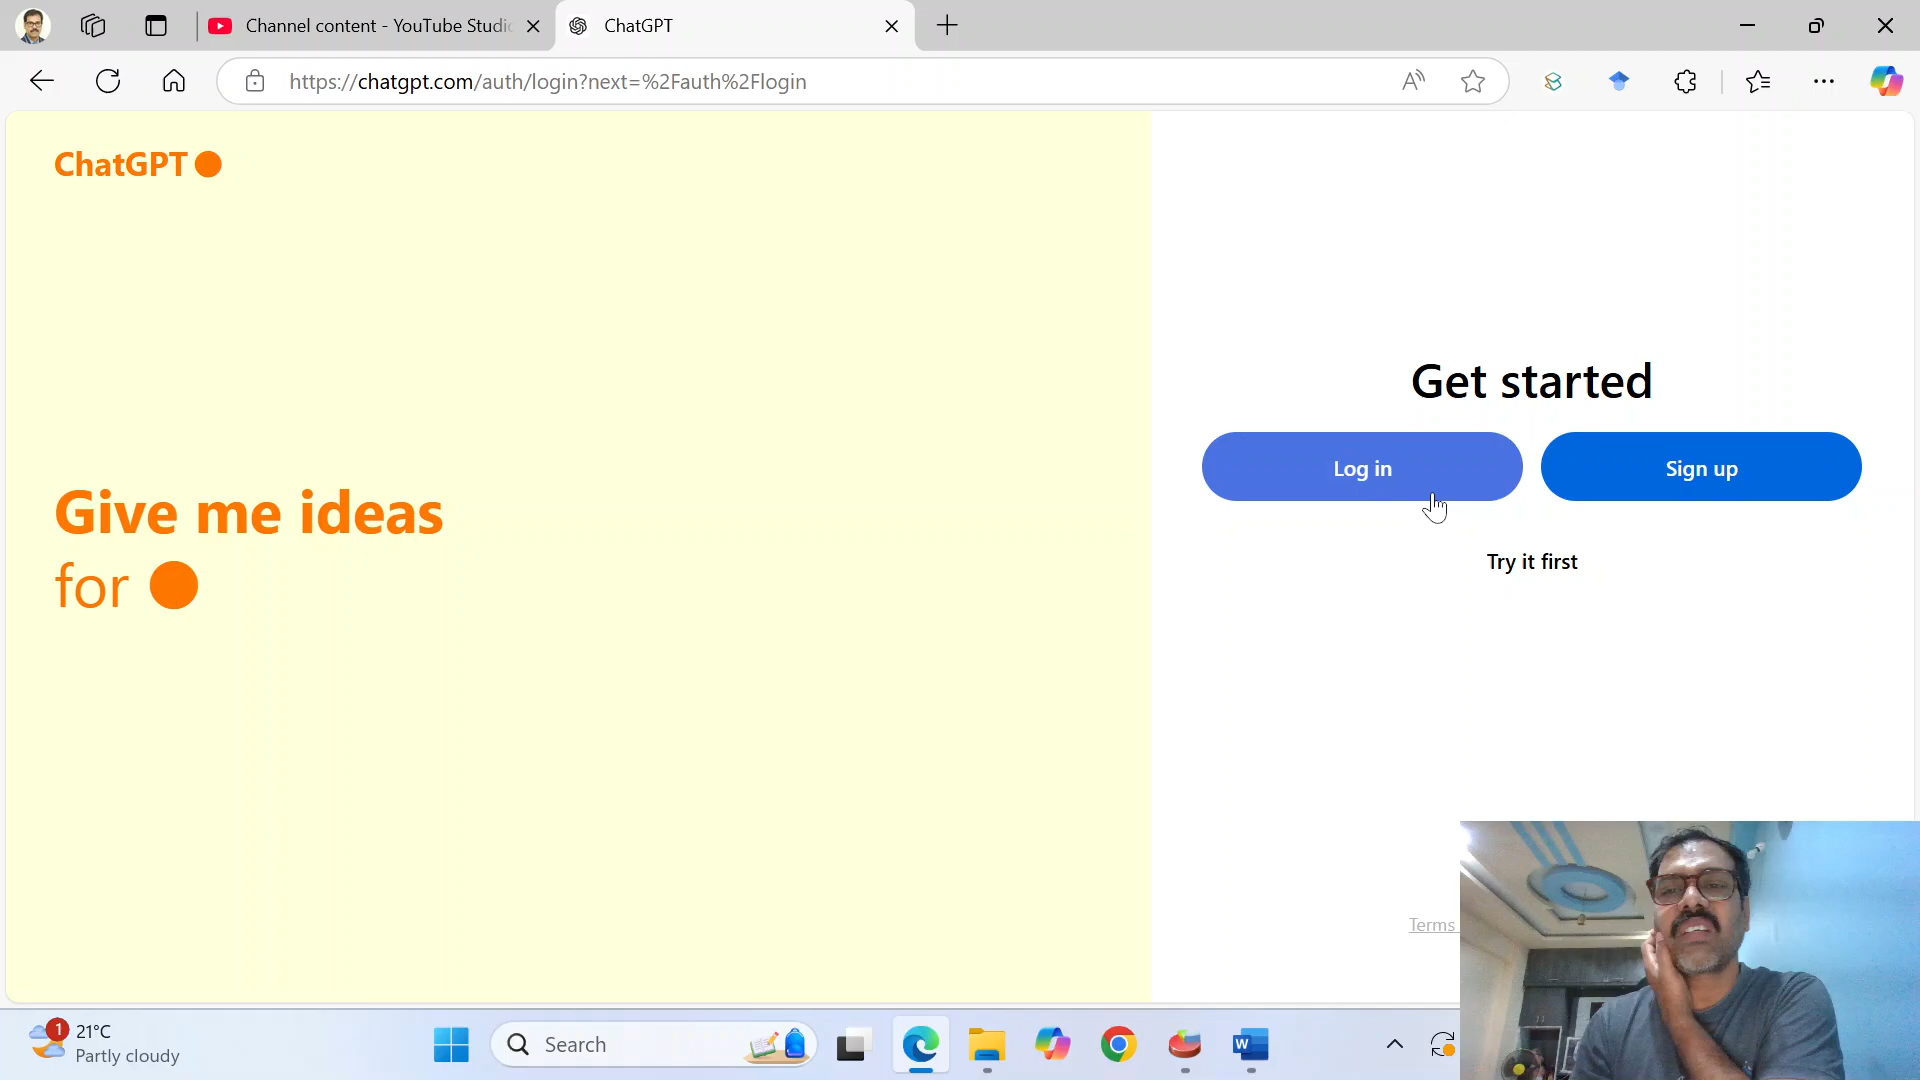 Channel content - YouTube Studi
ChatGPT
https://chatgpt.com/auth/login?next=%2Fauth%2Flogin
ChatGPT
Give me ideas
for
Get started
Log in
Sign up
Try it first
Terms
1
21°C
Partly cloudy
Search